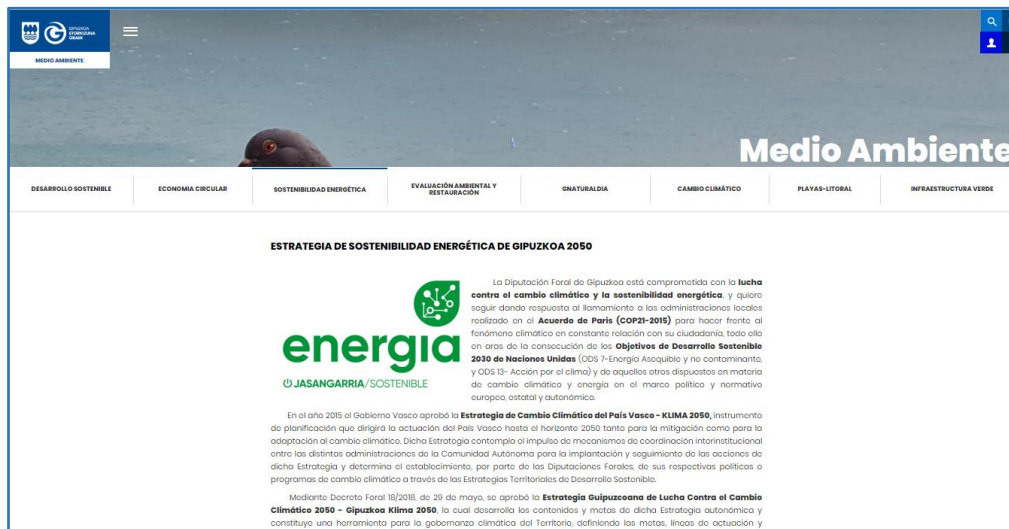 GIPUZKOA
ETORKIZUNA
ORAIN
MEDIO AMBIENTE
Medio Ambiente
DESARROLLO SOSTENIBLE
ECONOMIA CIRCULAR
SOSTENIBILIDAD ENERGÉTICA
EVALUACIÓN AMBIENTAL Y
RESTAURACIÓN
GNATURALDIA
CAMBIO CLIMÁTICO
PLAYAS-LITORAL
INFRAESTRUCTURA VERDE
ESTRATEGIA DE SOSTENIBILIDAD ENERGÉTICA DE GIPUZKOA 2050
energia
JASANGARRIA/SOSTENIBLE
La Diputación Foral de Gipuzkoa está comprometida con la lucha
contra el cambio climático y la sostenibilidad energética, y quiere
seguir dando respuesta al llamamiento a las administraciones locales
realizado en el Acuerdo de Paris (COP21-2015) para hacer frente al
fenómeno climático en constante relación con su ciudadanía, todo ello
en aras de la consecución de los Objetivos de Desarrollo Sostenible
2030 de Naciones Unidas (ODS 7-Energía Asequible y no contaminante,
y ODS 13- Acción por el clima) y de aquellos otros dispuestos en materia
de cambio climático y energía en el marco político y normativo
europeo, estatal y autonómico.
En el año 2015 el Gobierno Vasco aprobó la Estrategia de Cambio Climático del País Vasco - KLIMA 2050, instrumento
de planificación que dirigirá la actuación del País Vasco hasta el horizonte 2050 tanto para la mitigación como para la
adaptación al cambio climático. Dicha Estrategia contempla el impulso de mecanismos de coordinación interinstitucional
entre las distintas administraciones de la Comunidad Autónoma para la implantación y seguimiento de las acciones de
dicha Estrategia y determina el establecimiento, por parte de las Diputaciones Forales, de sus respectivas políticas o
programas de cambio climático a través de las Estrategias Territoriales de Desarrollo Sostenible.
Mediante Decreto Foral 18/2018, de 29 de mayo, se aprobó la Estrategia Guipuzcoana de Lucha Contra el Cambio
Climático 2050 - Gipuzkoa Klima 2050, la cual desarrolla los contenidos y metas de dicha Estrategia autonómica y
constituye una herramienta para la gobernanza climática del Territorio, definiendo las metas, líneas de actuación y